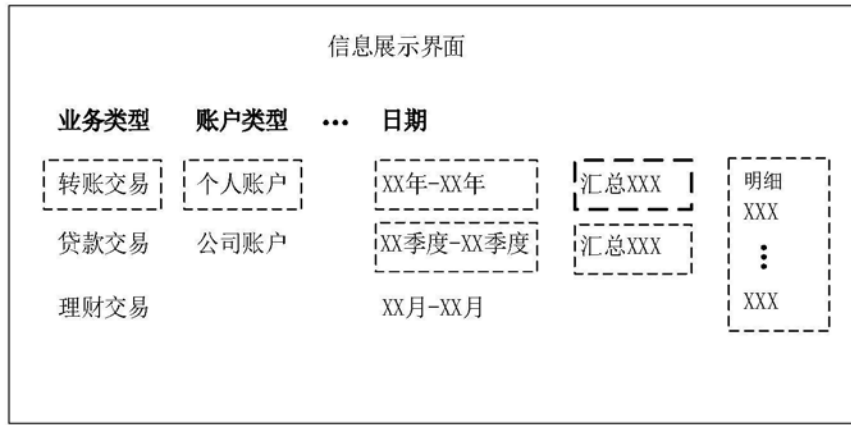 信息展示界面
业务类型 账户类型 ••• 日期
转账交易 个人账户 XX年-XX年 汇总XXX 明细
XXX
贷款交易 公司账户 XX季度-XX季度 汇总XXX
⋮
理财交易 XX月-XX月 XXX